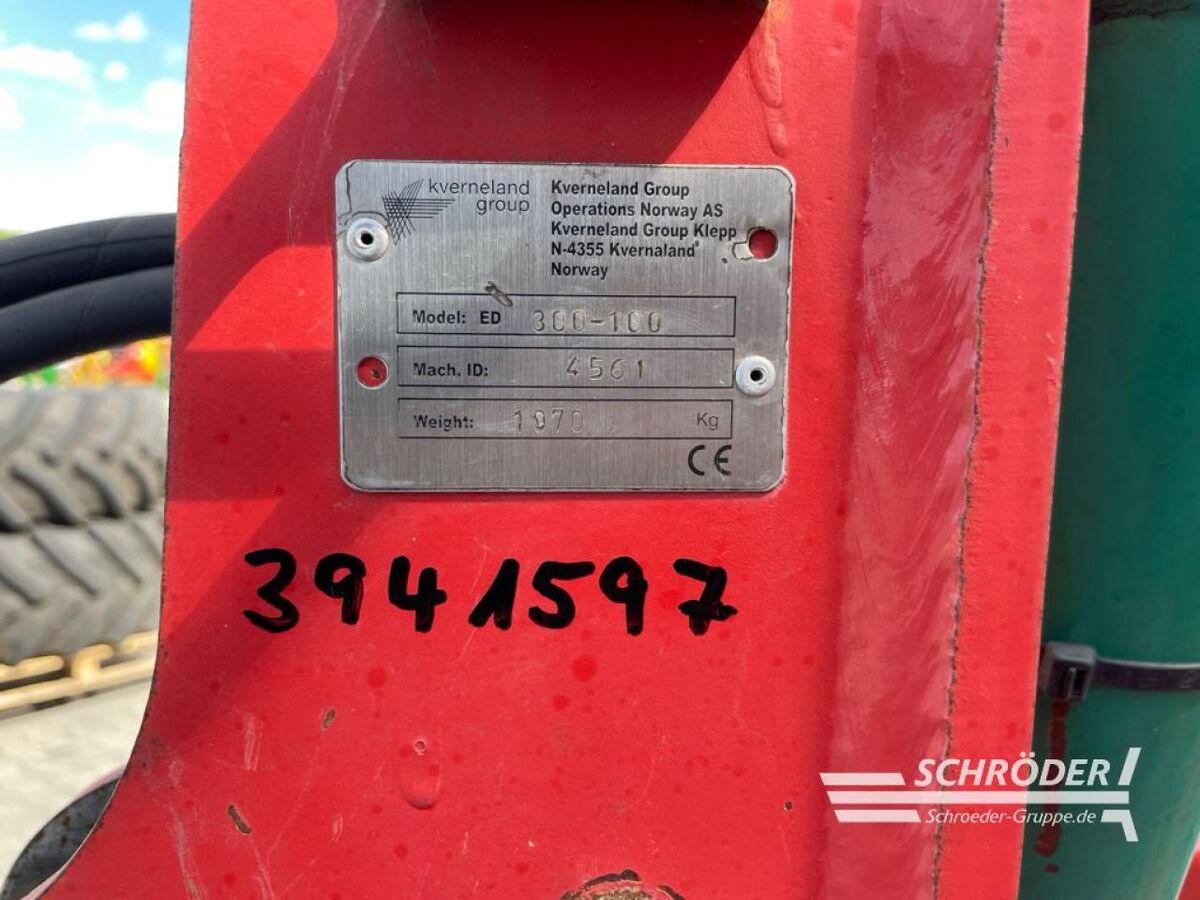 kverneland
group
Kverneland Group
Operations Norway AS
Kverneland Group Klepp
N-4355 Kvernaland
Norway
Model: ED 300-100
Mach. ID: 4561
Weight: 1970 Kg
CE
3941597
SCHRÖDER
Schroeder-Gruppe.de